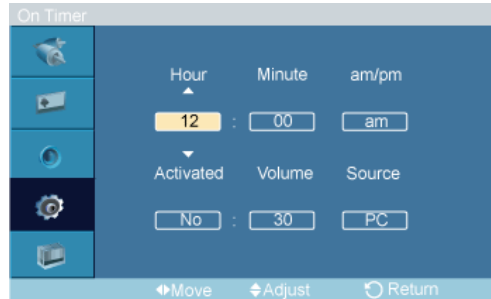 On Timer
Hour Minute am/pm
12 : 00 am
Activated Volume Source
No : 30 PC
Move Adjust Return